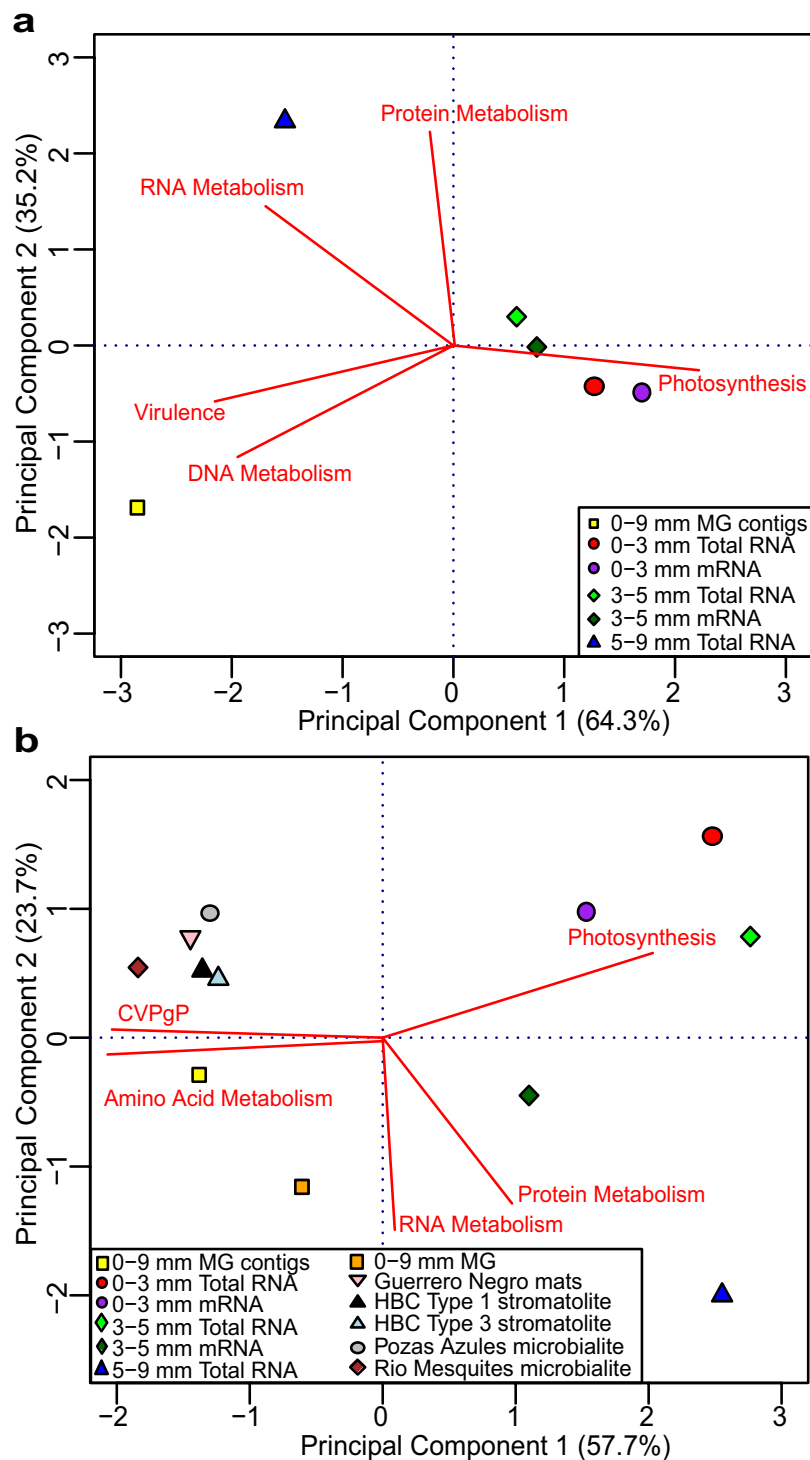 a
3
2
1
0
−1
−2
−3
Principal Component 2 (35.2%)
Protein Metabolism
RNA Metabolism
Photosynthesis
Virulence
DNA Metabolism
0−9 mm MG contigs
0−3 mm Total RNA
0−3 mm mRNA
3−5 mm Total RNA
3−5 mm mRNA
5−9 mm Total RNA
−3 −2 −1 0 1 2 3
Principal Component 1 (64.3%)
b
2
1
0
−1
−2
Principal Component 2 (23.7%)
Photosynthesis
CVPgP
Amino Acid Metabolism
Protein Metabolism
RNA Metabolism
0−9 mm MG contigs
0−3 mm Total RNA
0−3 mm mRNA
3−5 mm Total RNA
3−5 mm mRNA
5−9 mm Total RNA
0−9 mm MG
Guerrero Negro mats
HBC Type 1 stromatolite
HBC Type 3 stromatolite
Pozas Azules microbialite
Rio Mesquites microbialite
−2 −1 0 1 2 3
Principal Component 1 (57.7%)